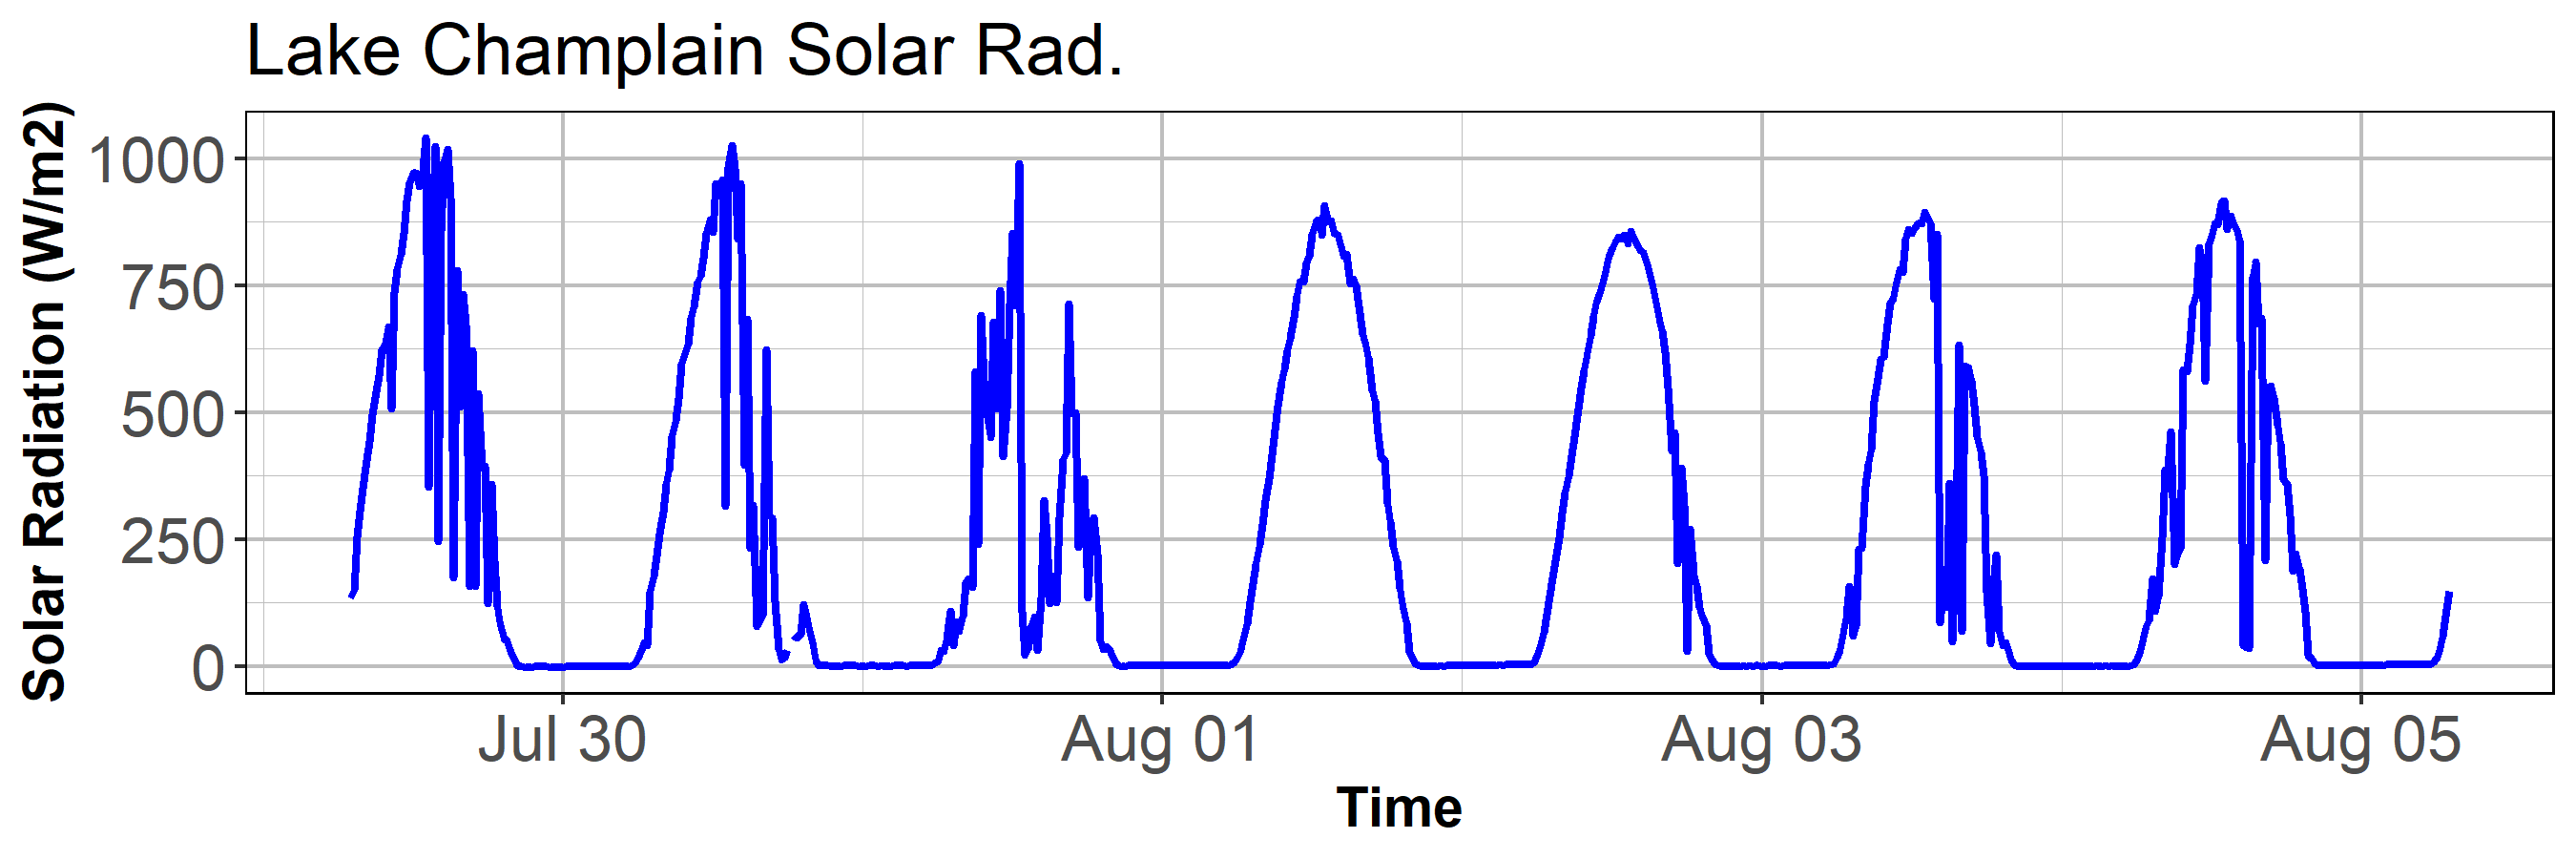 Lake Champlain Solar Rad.
Solar Radiation (W/m2)
1000
750
500
250
0
Jul 30 Aug 01 Aug 03 Aug 05
Time